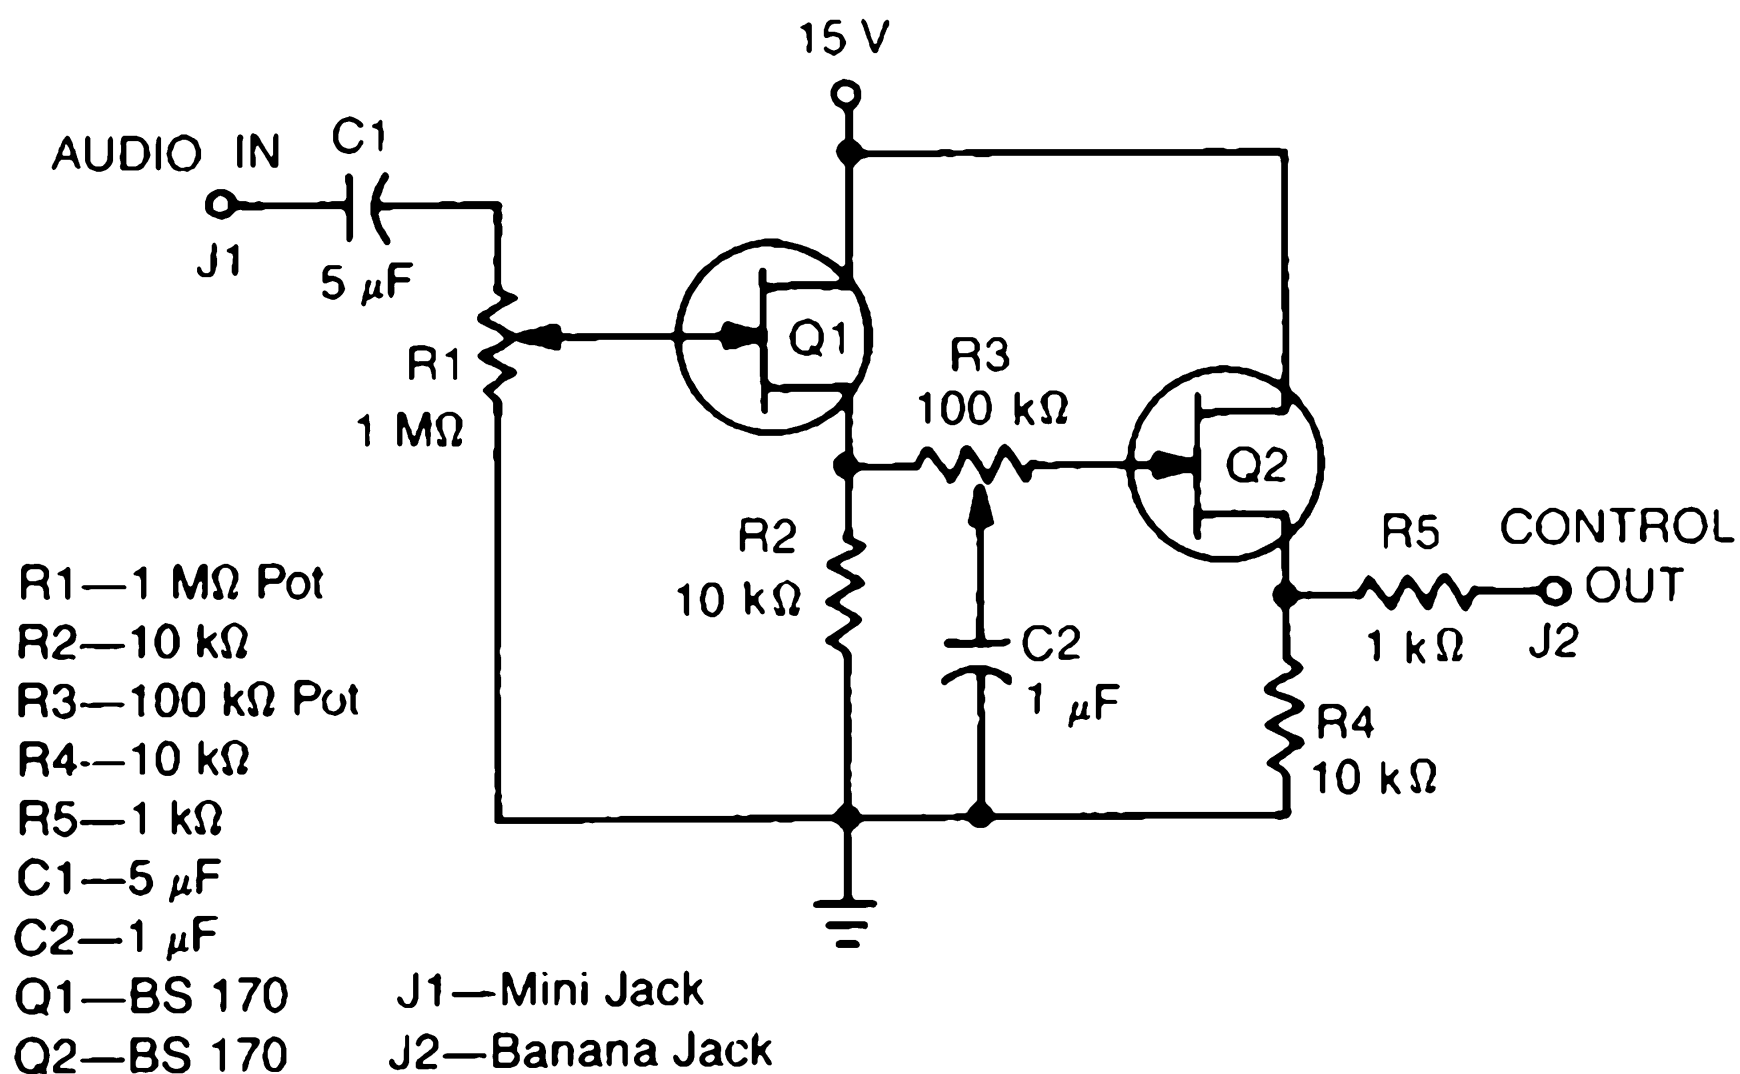 15 V
AUDIO IN
C1
J1
5 μF
Q1
R1
1 MΩ
R3
100 kΩ
Q2
R2
10 kΩ
R5
1 kΩ
CONTROL
OUT
J2
C2
1 μF
R4
10 kΩ
R1—1 MΩ Pot
R2—10 kΩ
R3—100 kΩ Pot
R4—10 kΩ
R5—1 kΩ
C1—5 μF
C2—1 μF
Q1—BS 170
Q2—BS 170
J1—Mini Jack
J2—Banana Jack